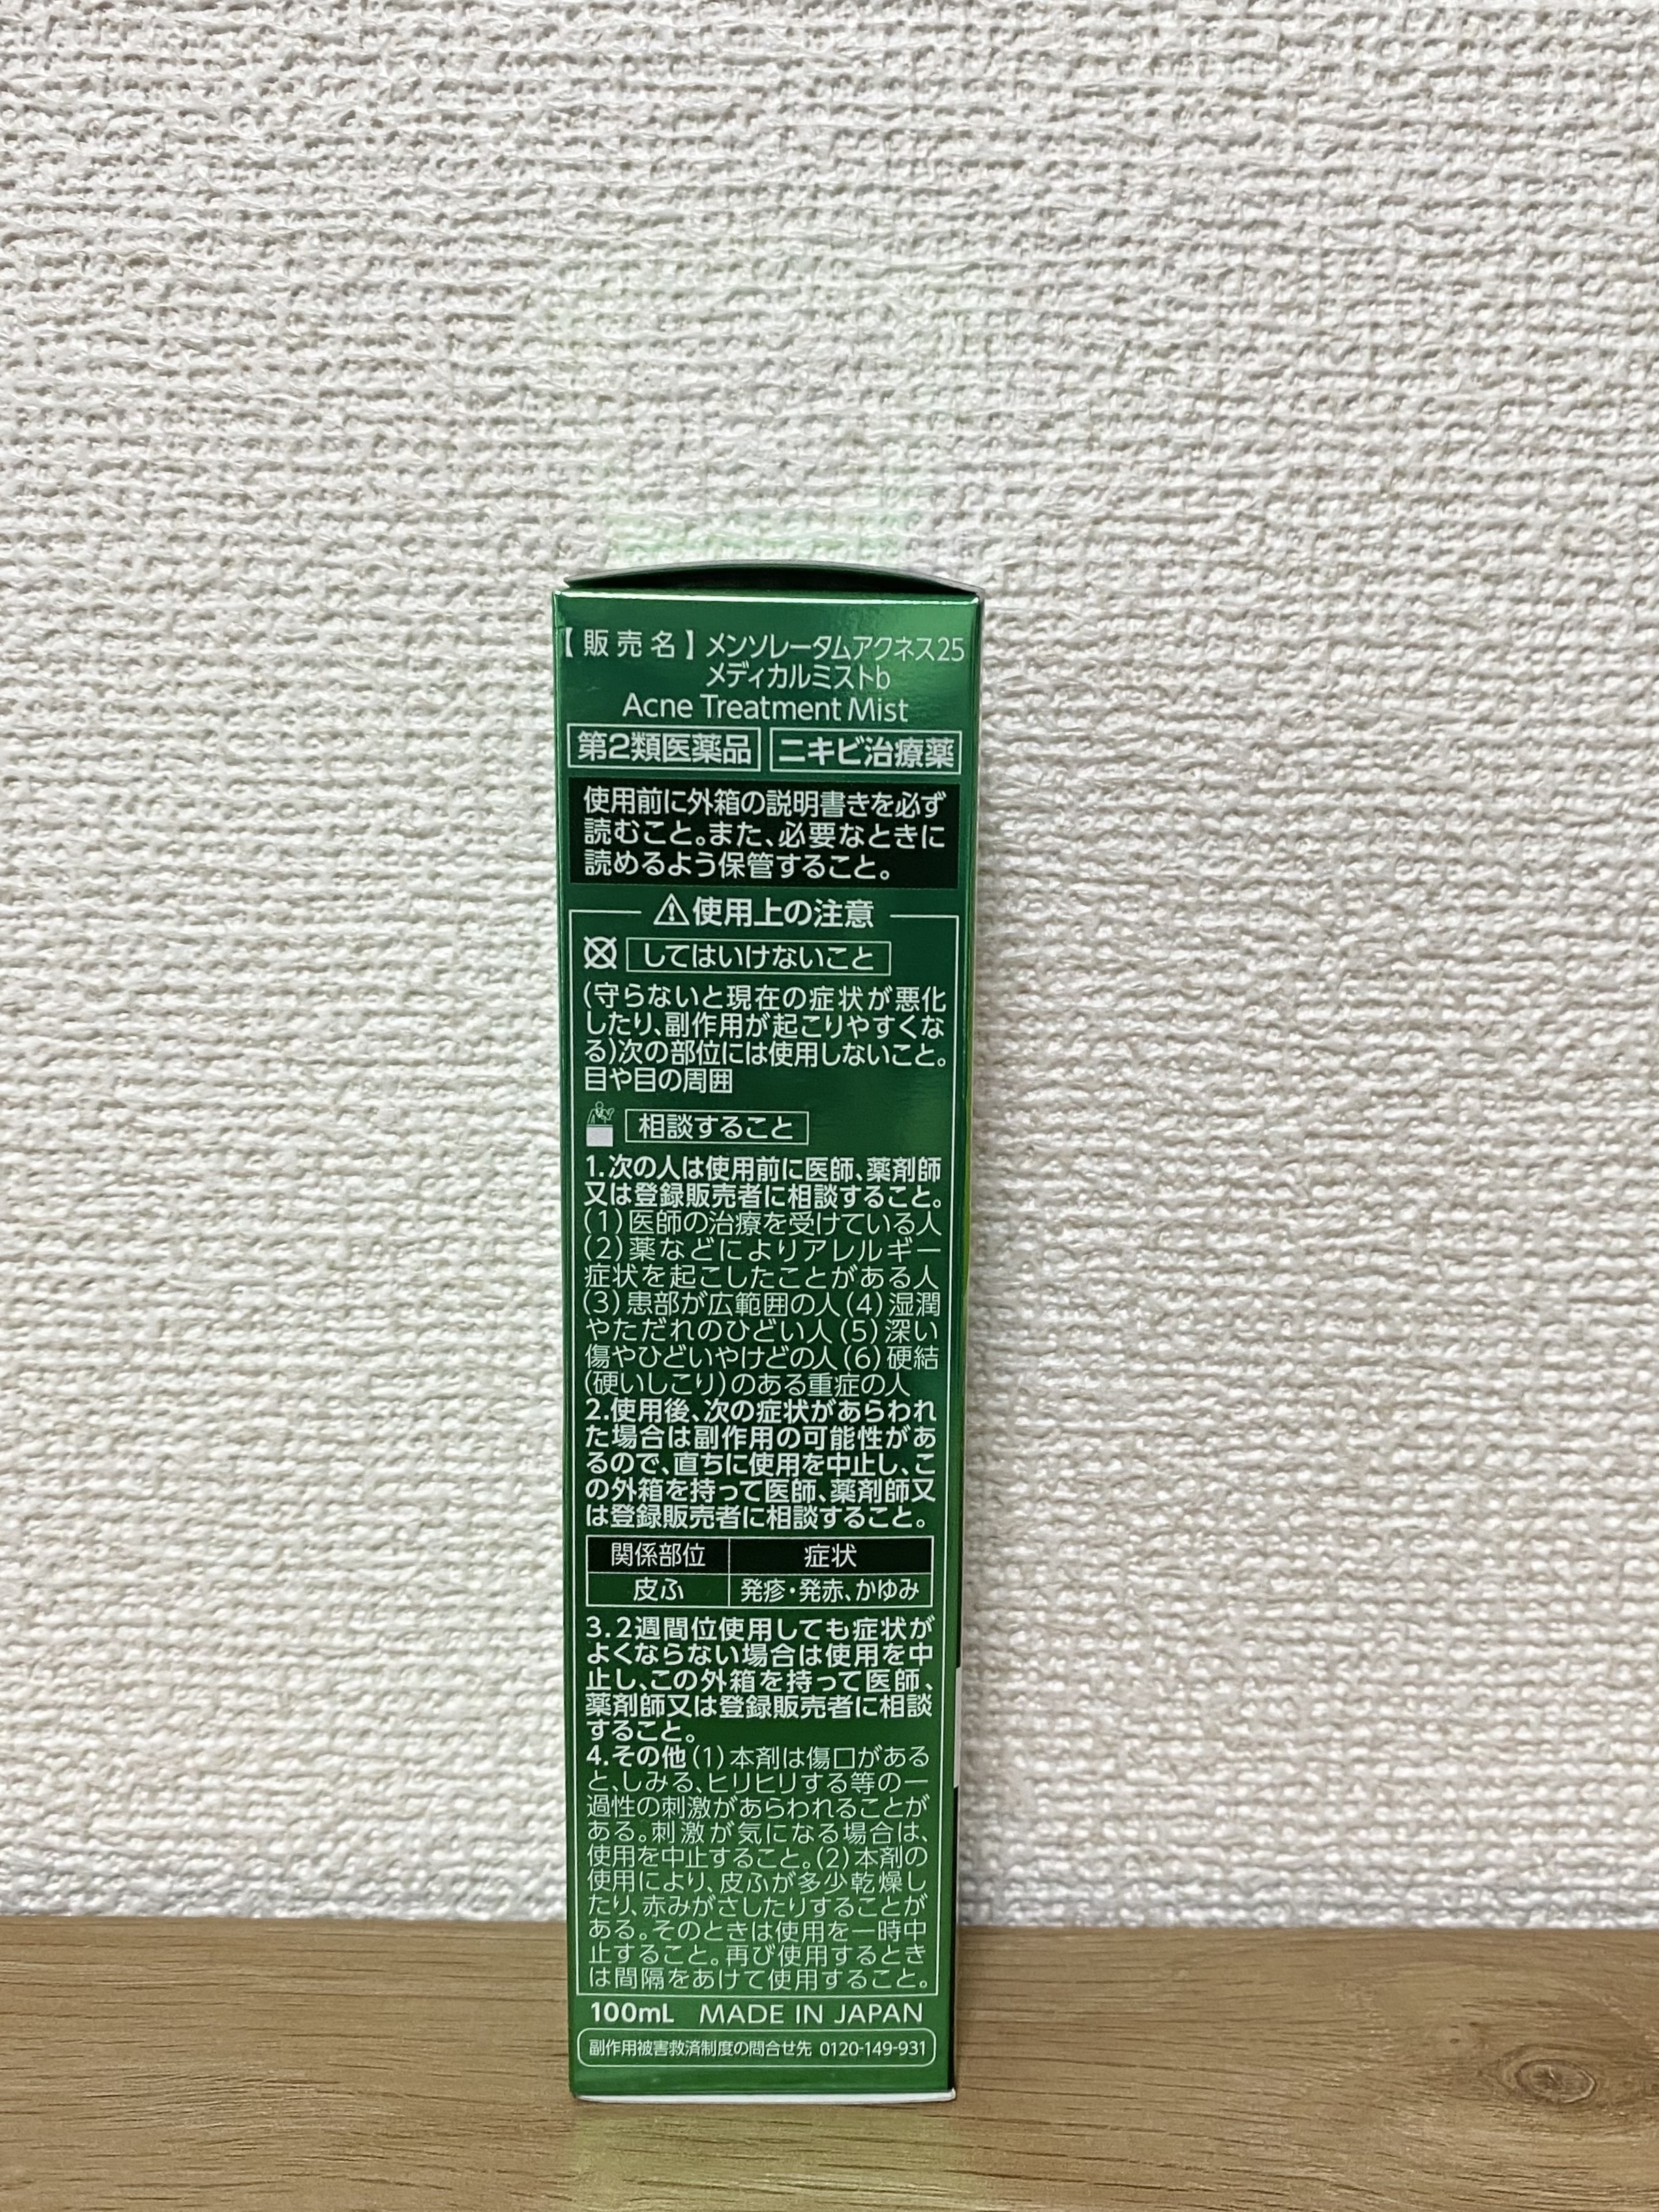 【販売名】メンソレータムアクネス25
メディカルミストb
Acne Treatment Mist
第2類医薬品 ニキビ治療薬
使用前に外箱の説明書きを必ず
読むこと。また、必要なときに
読めるよう保管すること。
使用上の注意
してはいけないこと
(守らないと現在の症状が悪化
したり、副作用が起こりやすくな
る)次の部位には使用しないこと。
目や目の周囲
相談すること
1.次の人は使用前に医師、薬剤師
又は登録販売者に相談すること。
(1)医師の治療を受けている人
(2)薬などによりアレルギー
症状を起こしたことがある人
(3)患部が広範囲の人(4)湿潤
やただれのひどい人(5)深い
傷やひどいやけどの人(6)硬結
(硬いしこり)のある重症の人
2.使用後、次の症状があらわれ
た場合は副作用の可能性があ
るので、直ちに使用を中止し、こ
の外箱を持って医師、薬剤師又
は登録販売者に相談すること。
関係部位 症状
皮ふ 発疹・発赤、かゆみ
3.2週間位使用しても症状が
よくならない場合は使用を中
止し、この外箱を持って医師、
薬剤師又は登録販売者に相談
すること。
4.その他(1)本剤は傷口がある
と、しみる、ヒリヒリする等の一
過性の刺激があらわれることが
ある。刺激が気になる場合は、
使用を中止すること。(2)本剤の
使用により、皮ふが多少乾燥し
たり、赤みがさしたりすることが
ある。そのときは使用を一時中
止すること。再び使用するとき
は間隔をあけて使用すること。
100mL MADE IN JAPAN
副作用被害救済制度の問合せ先 0120-149-931